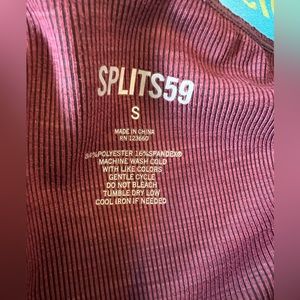 SPLITS59
S
MADE IN CHINA
RN 123660
84%POLYESTER 16%SPANDEX®
MACHINE WASH COLD
WITH LIKE COLORS
GENTLE CYCLE
DO NOT BLEACH
TUMBLE DRY LOW
COOL IRON IF NEEDED